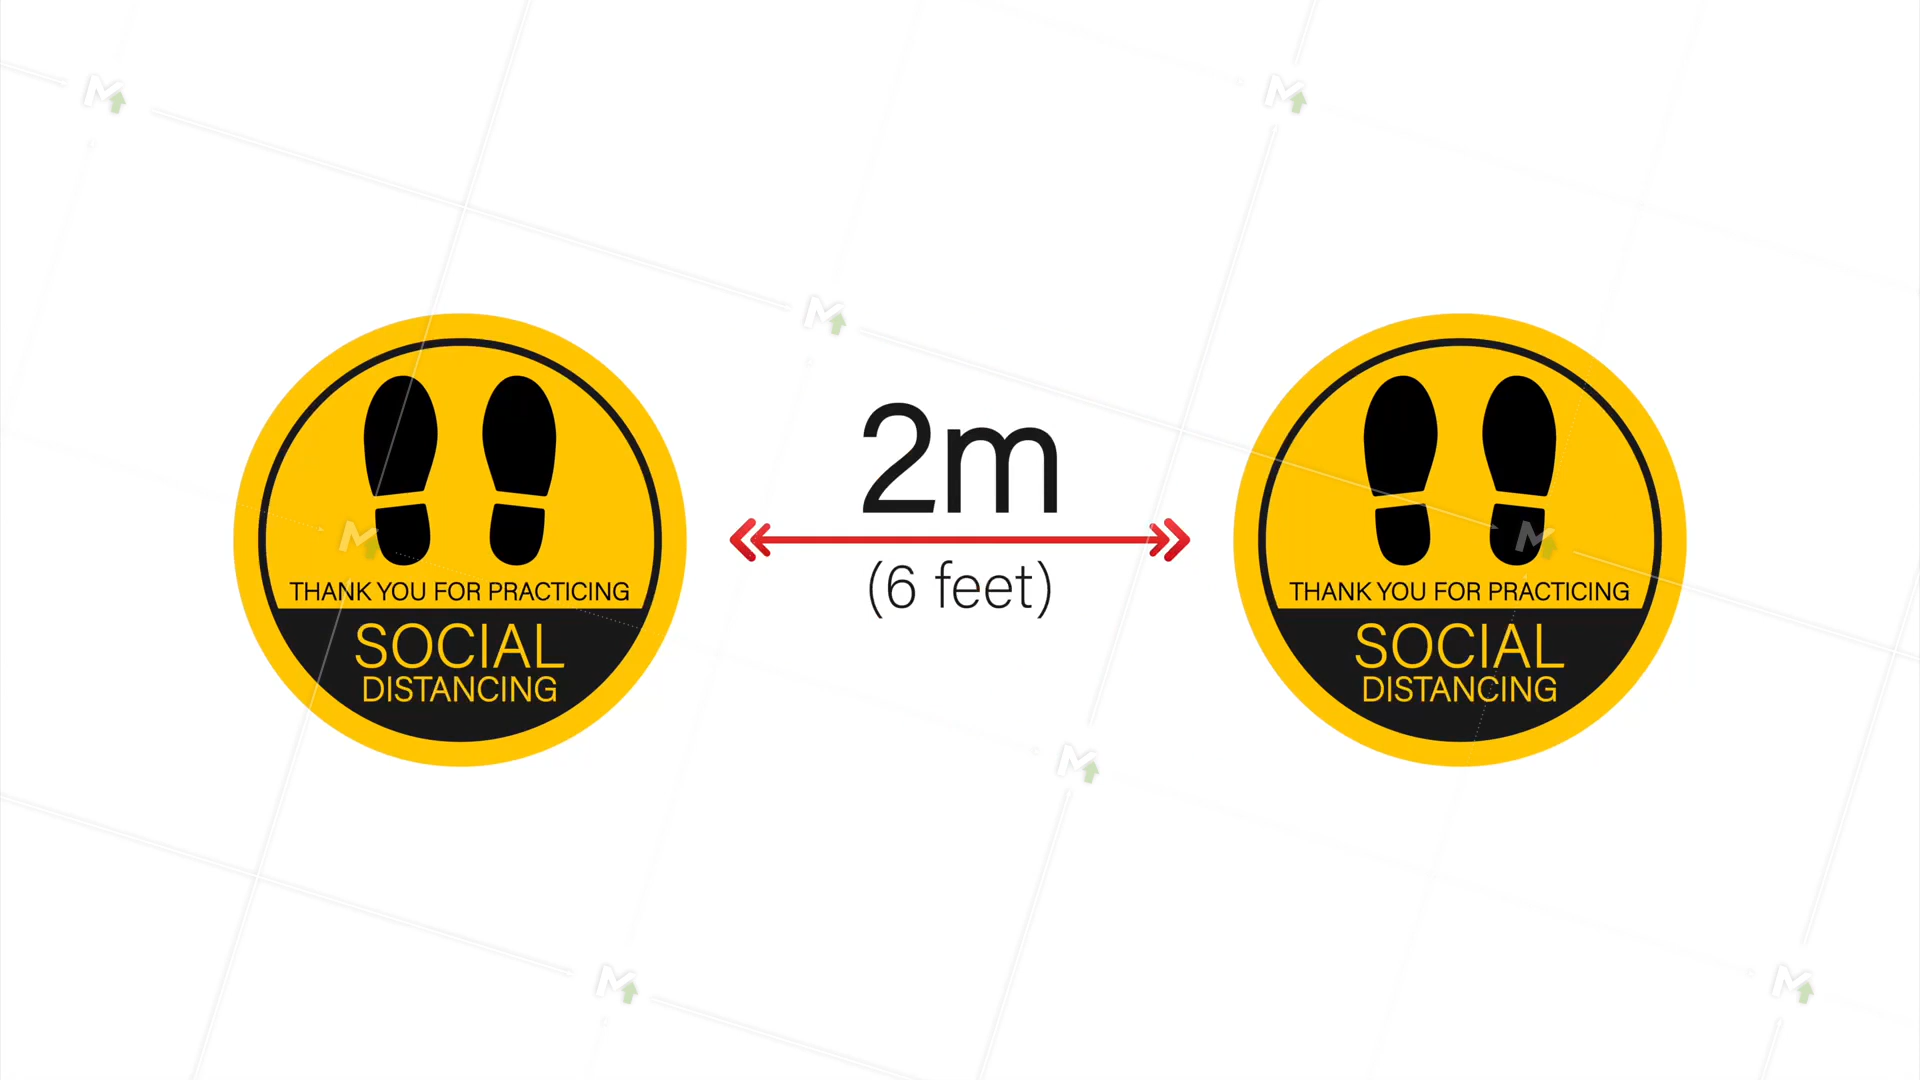 THANK YOU FOR PRACTICING
SOCIAL
DISTANCING
2m
(6 feet)
THANK YOU FOR PRACTICING
SOCIAL
DISTANCING